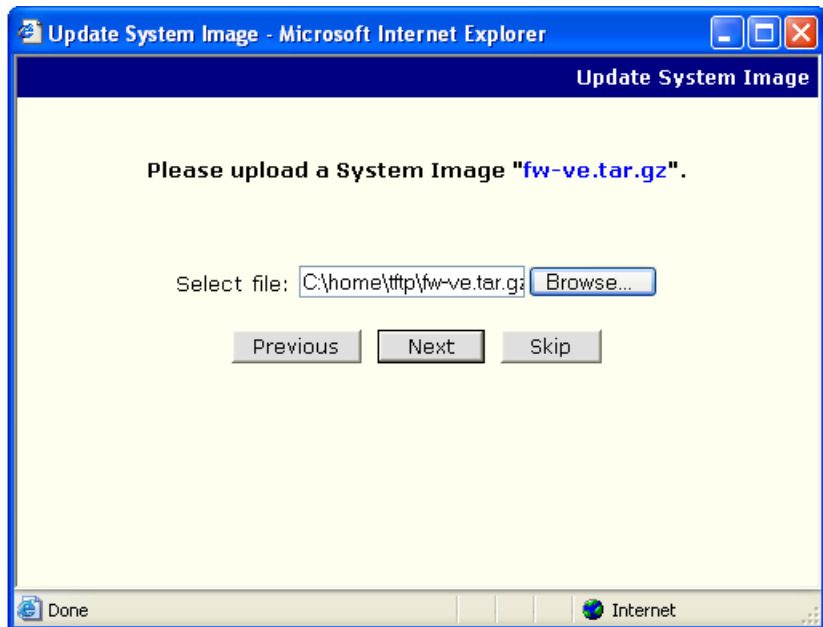 Update System Image - Microsoft Internet Explorer
Update System Image
Please upload a System Image "fw-ve.tar.gz".
Select file: C:\home\tftp\fw-ve.tar.gz Browse...
Previous Next Skip
Done Internet